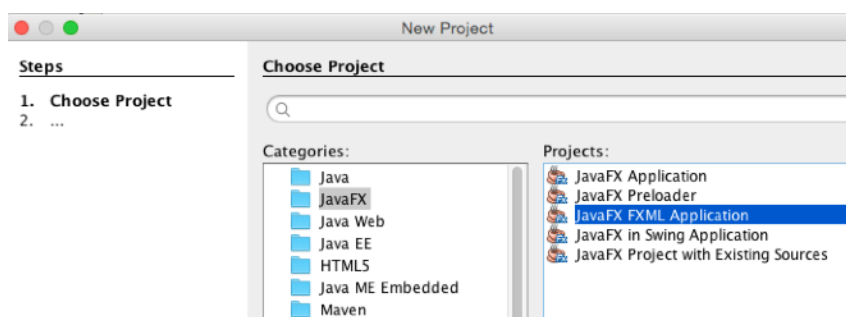 New Project
Steps
1. Choose Project
2. ...
Choose Project
Categories:
Java
JavaFX
Java Web
Java EE
HTML5
Java ME Embedded
Maven
Projects:
JavaFX Application
JavaFX Preloader
JavaFX FXML Application
JavaFX in Swing Application
JavaFX Project with Existing Sources